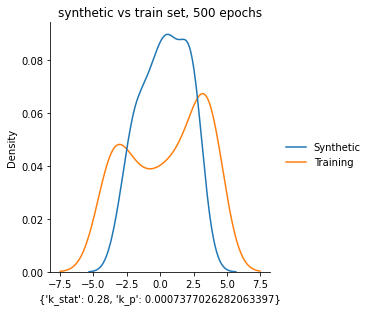 synthetic vs train set, 500 epochs
0.08
0.06
0.04
0.02
0.00
Density
−7.5 −5.0 −2.5 0.0 2.5 5.0 7.5
{'k_stat': 0.28, 'k_p': 0.0007377026282063397}
Synthetic
Training